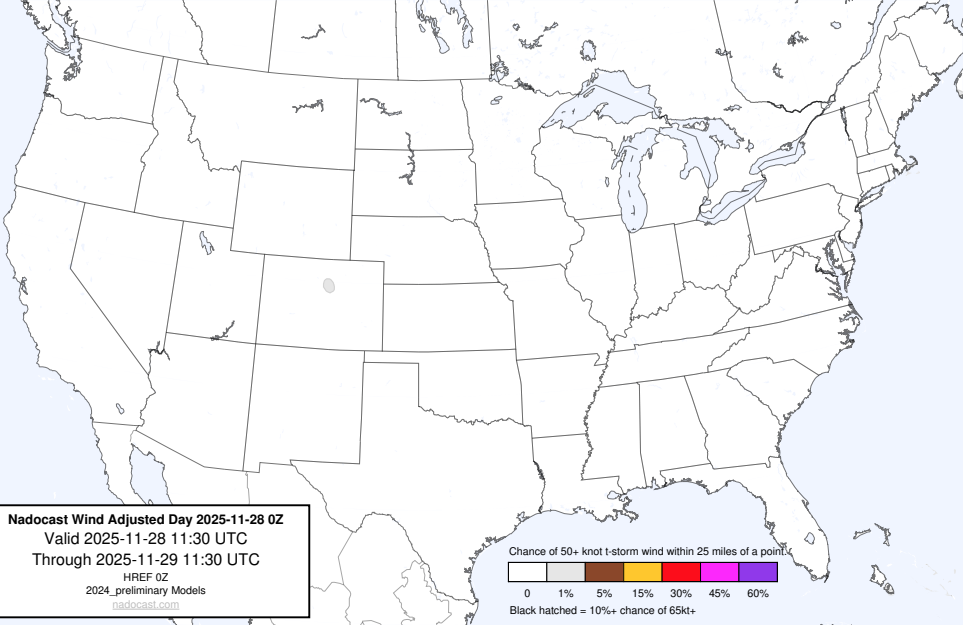 Nadocast Wind Adjusted Day 2025-11-28 0Z
Valid 2025-11-28 11:30 UTC
Through 2025-11-29 11:30 UTC
HREF 0Z
2024_preliminary Models
nadocast.com
Chance of 50+ knot t-storm wind within 25 miles of a point.
0 1% 5% 15% 30% 45% 60%
Black hatched = 10%+ chance of 65kt+